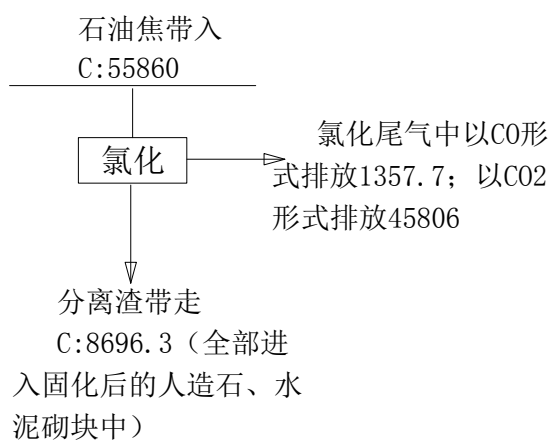 石油焦带入
C:55860
氯化
氯化尾气中以CO形
式排放1357.7；以CO2
形式排放45806
分离渣带走
C:8696.3（全部进
入固化后的人造石、水
泥砌块中）